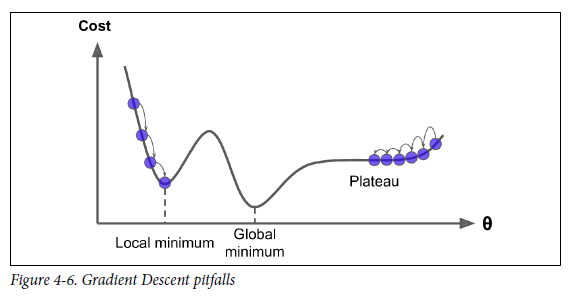 Cost
Plateau
θ
Local minimum
Global
minimum
Figure 4-6. Gradient Descent pitfalls